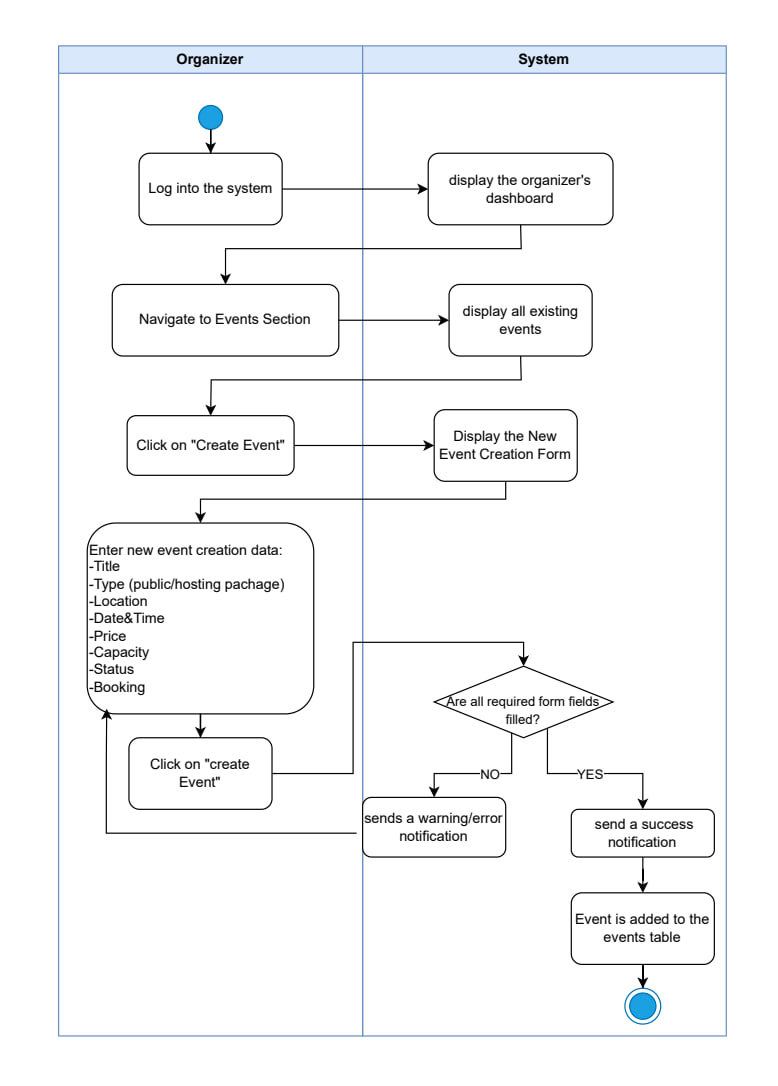 Organizer
System
Log into the system
display the organizer's
dashboard
Navigate to Events Section
display all existing
events
Click on "Create Event"
Display the New
Event Creation Form
Enter new event creation data:
-Title
-Type (public/hosting pachage)
-Location
-Date&Time
-Price
-Capacity
-Status
-Booking
Click on "create
Event"
Are all required form fields
filled?
NO
YES
sends a warning/error
notification
send a success
notification
Event is added to the
events table